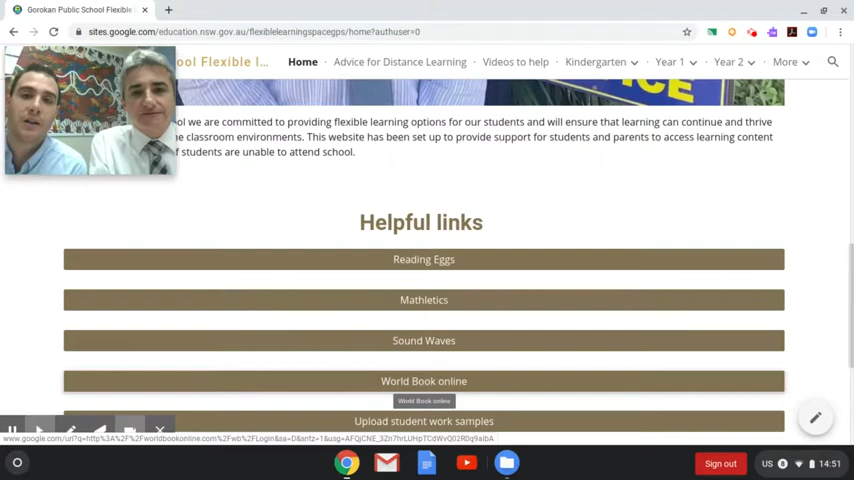 Gorokan Public School Flexible
sites.google.com/education.nsw.gov.au/flexiblelearningspacegps/home?authuser=0
ool Flexible l...
Home
Advice for Distance Learning
Videos to help
Kindergarten
Year 1
Year 2
More
ICE
ol we are committed to providing flexible learning options for our students and will ensure that learning can continue and thrive
e classroom environments. This website has been set up to provide support for students and parents to access learning content
f students are unable to attend school.
Helpful links
Reading Eggs
Mathletics
Sound Waves
World Book online
World Book online
Upload student work samples
www.google.com/url?q=http%3A%2F%2Fworldbookonline.com%2Fwb%2FLogin&sa=D&sntz=1&usg=AFQjCNE_3Zn7hrLUHpTCdWvQ02R0q9aibA
Sign out
US
8
14:51